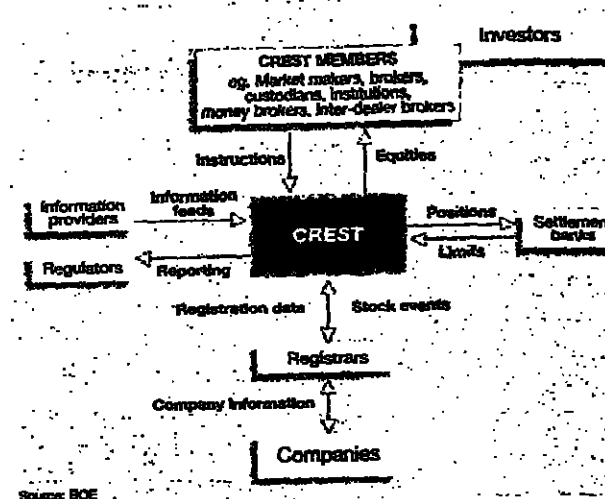 Investors
CREST MEMBERS
eg. Market makers, brokers,
custodians, institutions,
money brokers, inter-dealer brokers
Instructions
Equities
Information
providers
Information
feeds
CREST
Positions
Limits
Settlement
banks
Regulators
Reporting
Registration data
Stock events
Registrars
Company information
Companies
Source: BOE